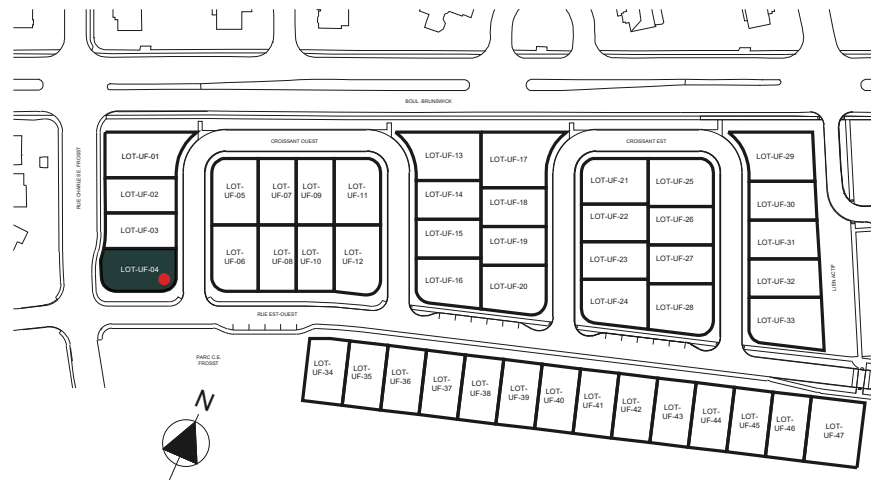 BOUL. BRUNSWICK
RUE CHARLES E. FROSST
CROISSANT OUEST
CROISSANT EST
LOT-UF-01
LOT-UF-02
LOT-UF-03
LOT-UF-04
LOT-
UF-05
LOT-
UF-07
LOT-
UF-09
LOT-
UF-11
LOT-
UF-06
LOT-
UF-08
LOT-
UF-10
LOT-
UF-12
LOT-UF-13
LOT-UF-14
LOT-UF-15
LOT-UF-16
LOT-UF-17
LOT-UF-18
LOT-UF-19
LOT-UF-20
LOT-UF-21
LOT-UF-22
LOT-UF-23
LOT-UF-24
LOT-UF-25
LOT-UF-26
LOT-UF-27
LOT-UF-28
LOT-UF-29
LOT-UF-30
LOT-UF-31
LOT-UF-32
LOT-UF-33
LIEN ACTIF
RUE EST-OUEST
PARC C.E.
FROSST
LOT-
UF-34
LOT-
UF-35
LOT-
UF-36
LOT-
UF-37
LOT-
UF-38
LOT-
UF-39
LOT-
UF-40
LOT-
UF-41
LOT-
UF-42
LOT-
UF-43
LOT-
UF-44
LOT-
UF-45
LOT-
UF-46
LOT-
UF-47
N